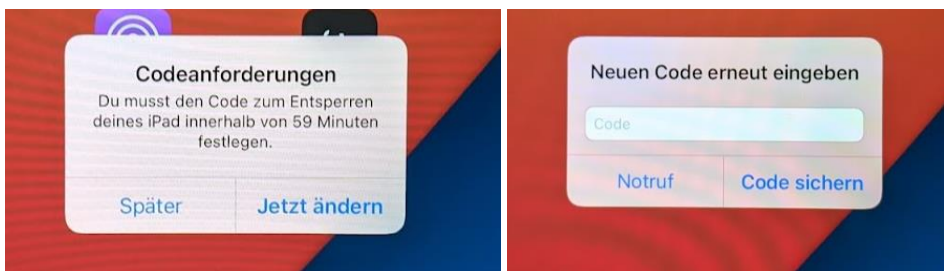 Codeanforderungen
Du musst den Code zum Entsperren
deines iPad innerhalb von 59 Minuten
festlegen.
Später
Jetzt ändern
Neuen Code erneut eingeben
Code
Notruf
Code sichern